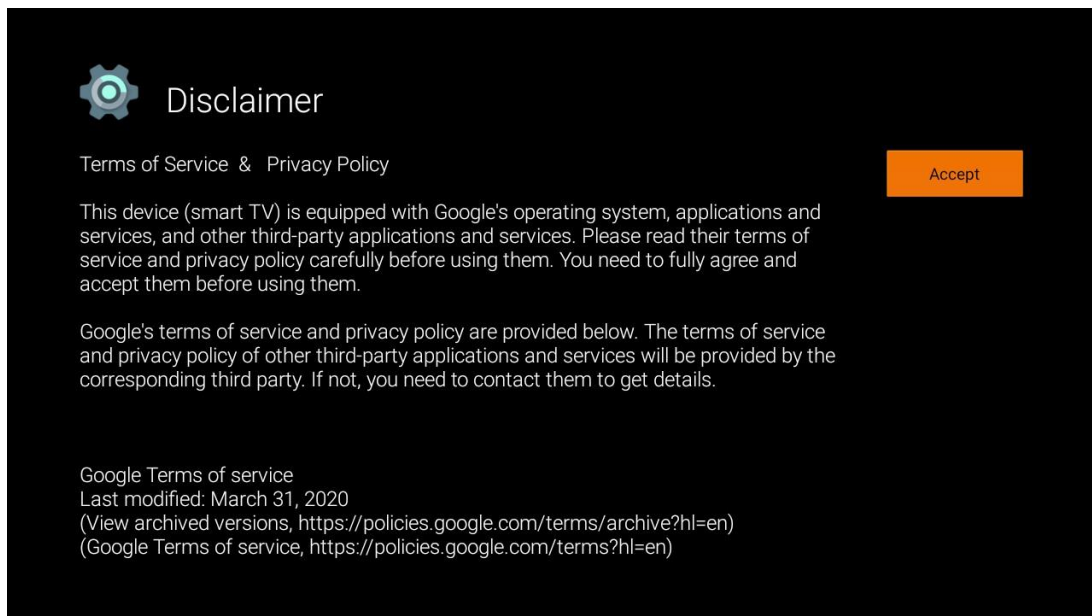 Disclaimer
Terms of Service & Privacy Policy
Accept
This device (smart TV) is equipped with Google's operating system, applications and
services, and other third-party applications and services. Please read their terms of
service and privacy policy carefully before using them. You need to fully agree and
accept them before using them.
Google's terms of service and privacy policy are provided below. The terms of service
and privacy policy of other third-party applications and services will be provided by the
corresponding third party. If not, you need to contact them to get details.
Google Terms of service
Last modified: March 31, 2020
(View archived versions, https://policies.google.com/terms/archive?hl=en)
(Google Terms of service, https://policies.google.com/terms?hl=en)